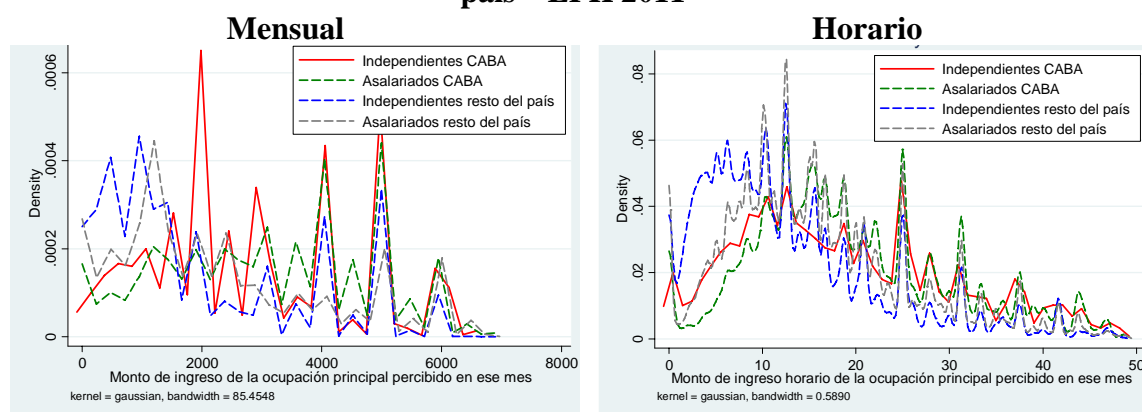 Mensual
Horario
Independientes CABA
Asalariados CABA
Independientes resto del país
Asalariados resto del país
Density
0 .0002 .0004 .0006
0 2000 4000 6000 8000
Monto de ingreso de la ocupación principal percibido en ese mes
kernel = gaussian, bandwidth = 85.4548
Independientes CABA
Asalariados CABA
Independientes resto del país
Asalariados resto del país
Density
0 .02 .04 .06 .08
0 10 20 30 40 50
Monto de ingreso horario de la ocupación principal percibido en ese mes
kernel = gaussian, bandwidth = 0.5890